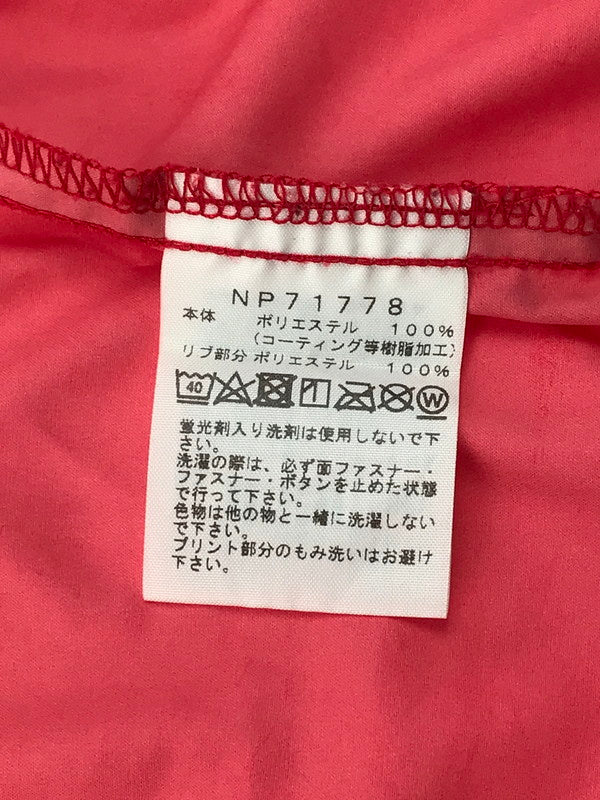 NP71778
本体 ポリエステル 100%
(コーティング等樹脂加工)
リブ部分 ポリエステル 100%
40 W
蛍光剤入り洗剤は使用しないで下
さい。
洗濯の際は、必ず面ファスナー・
ファスナー・ボタンを止めた状態
で行って下さい。
色物は他の物と一緒に洗濯しない
で下さい。
プリント部分のもみ洗いはお避け
下さい。